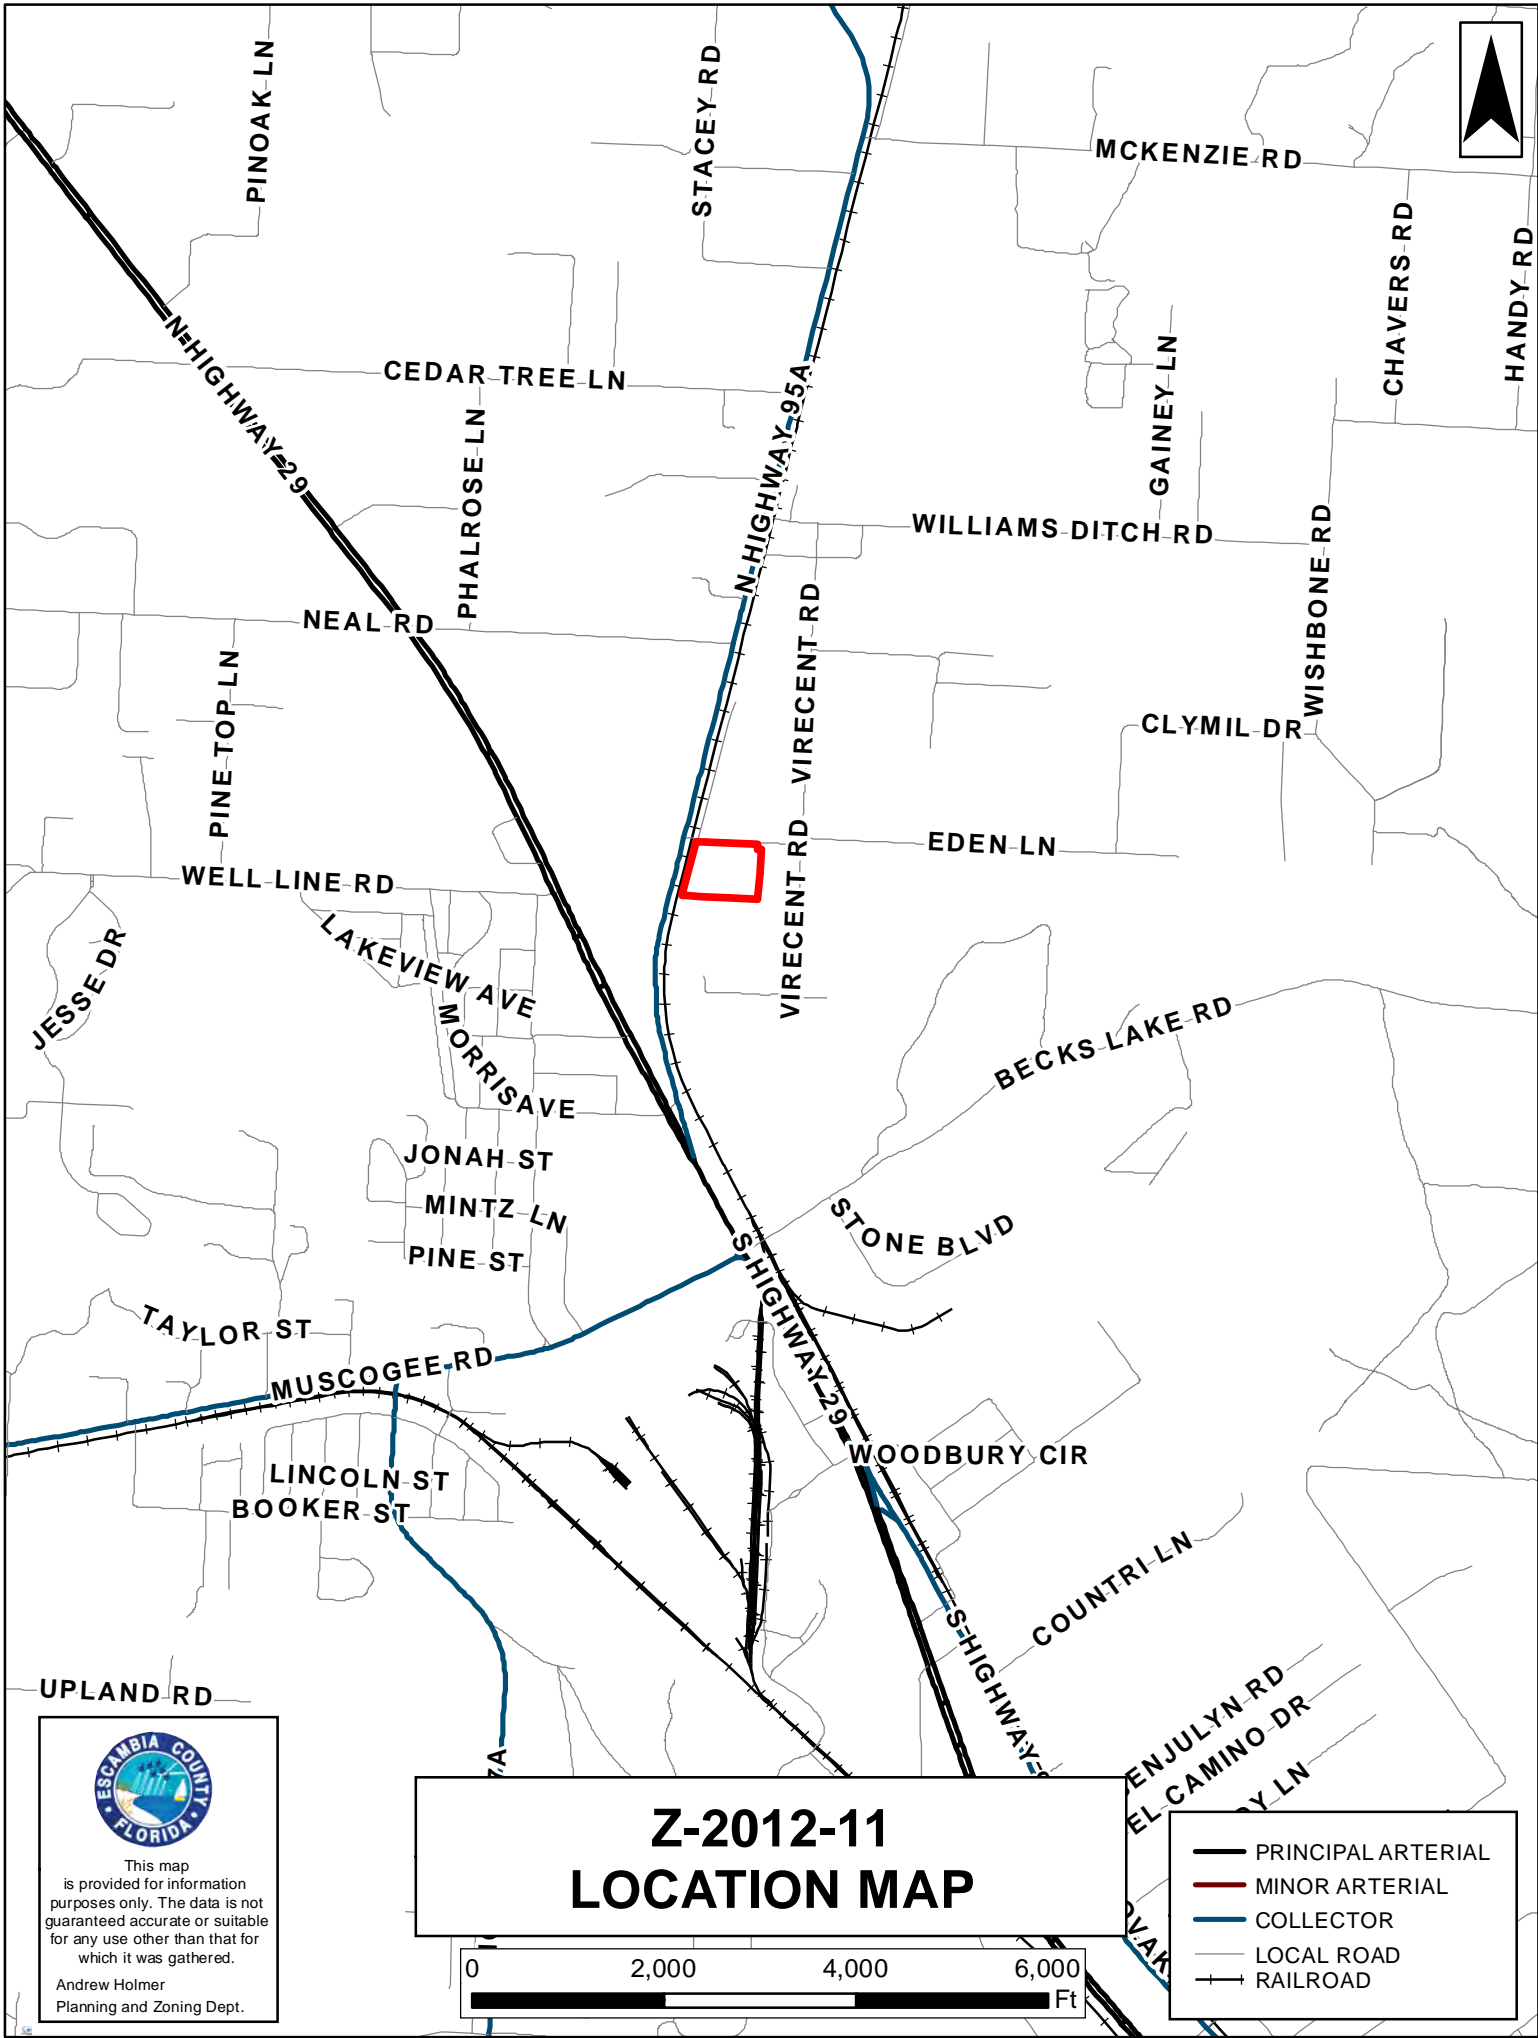 PINOAK LN
STACEY RD
MCKENZIE RD
CHAVERS RD
HANDY RD
N HIGHWAY 29
CEDAR TREE LN
N HIGHWAY 95A
GAINEY LN
PHALROSE LN
WILLIAMS DITCH RD
WISHBONE RD
NEAL RD
VIRECENT RD
PINE TOP LN
CLYMIL DR
EDEN LN
VIRECENT RD
WELL LINE RD
LAKEVIEW AVE
JESSE DR
MORRIS AVE
BECKS LAKE RD
JONAH ST
MINTZ LN
STONE BLVD
PINE ST
S HIGHWAY 29
TAYLOR ST
MUSCOGEE RD
WOODBURY CIR
LINCOLN ST
BOOKER ST
COUNTRI LN
S HIGHWAY
UPLAND RD
ENJULYN RD
EL CAMINO DR
OY LN
7A
ESCAMBIA COUNTY
FLORIDA
This map
is provided for information
purposes only. The data is not
guaranteed accurate or suitable
for any use other than that for
which it was gathered.
Andrew Holmer
Planning and Zoning Dept.
Z-2012-11
LOCATION MAP
0 2,000 4,000 6,000
Ft
PRINCIPAL ARTERIAL
MINOR ARTERIAL
COLLECTOR
LOCAL ROAD
RAILROAD